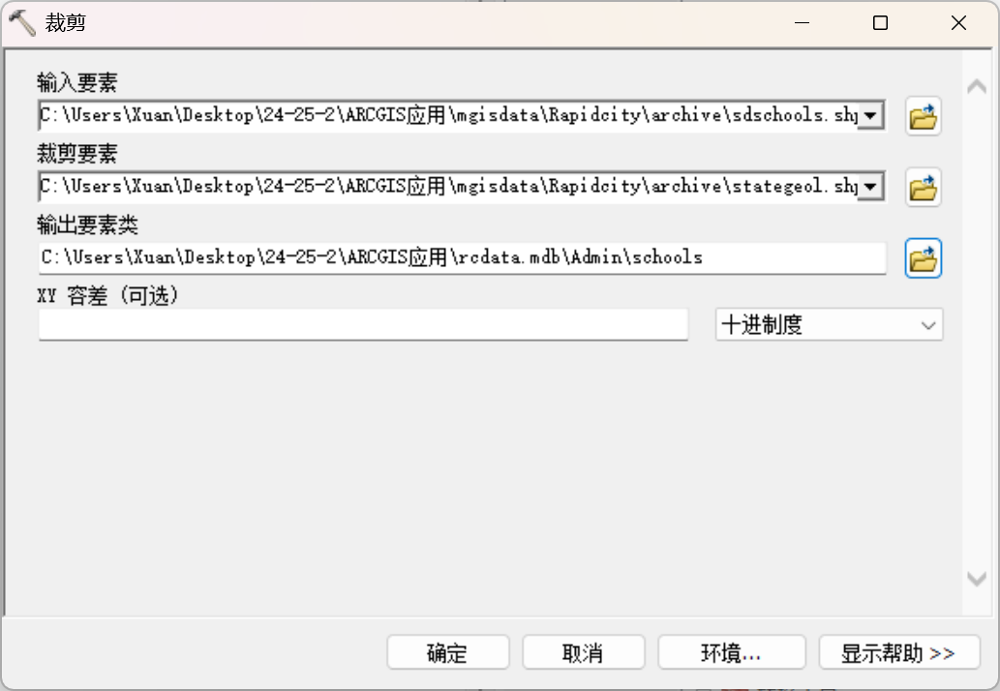 裁剪
输入要素
C:\Users\Xuan\Desktop\24-25-2\ARCGIS应用\mgisdata\Rapidcity\archive\sdschools.shp
裁剪要素
C:\Users\Xuan\Desktop\24-25-2\ARCGIS应用\mgisdata\Rapidcity\archive\stategeol.shp
输出要素类
C:\Users\Xuan\Desktop\24-25-2\ARCGIS应用\rcdata.mdb\Admin\schools
XY 容差 (可选)
十进制度
确定 取消 环境... 显示帮助 >>